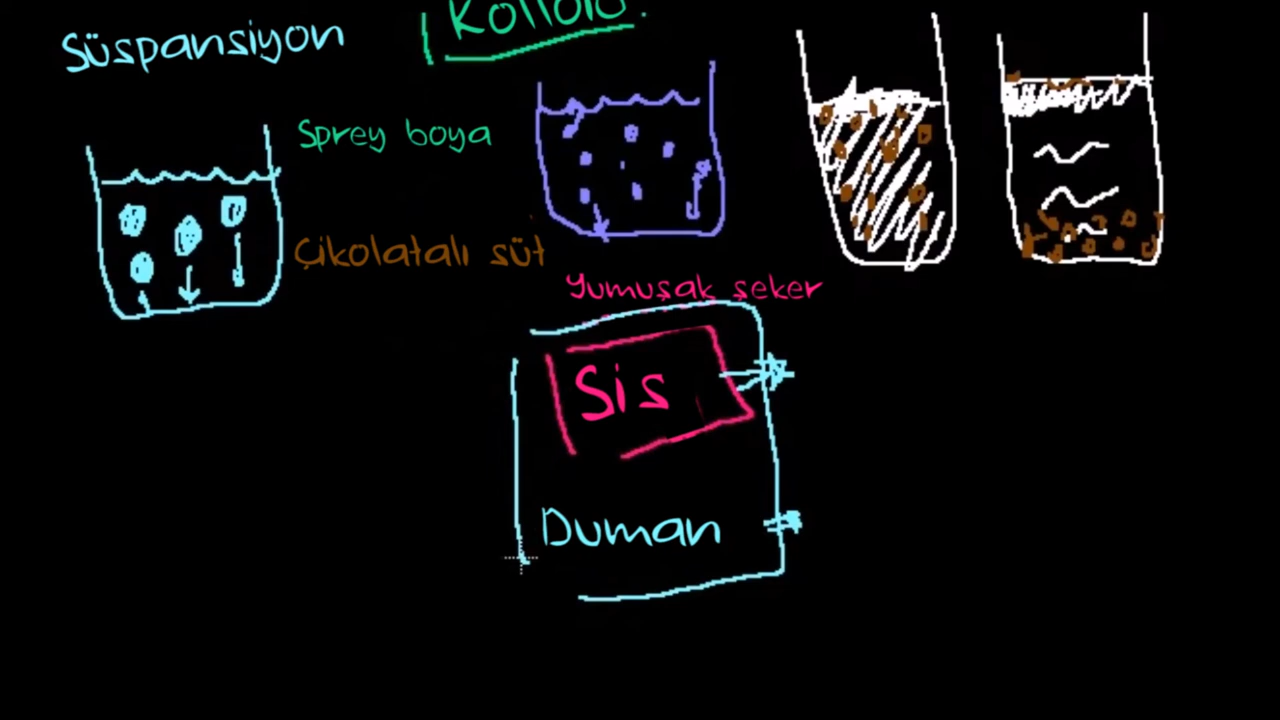 Süspansiyon
Kolloid.
Sprey boya
Çikolatalı süt
Yumuşak şeker
Sis
Duman